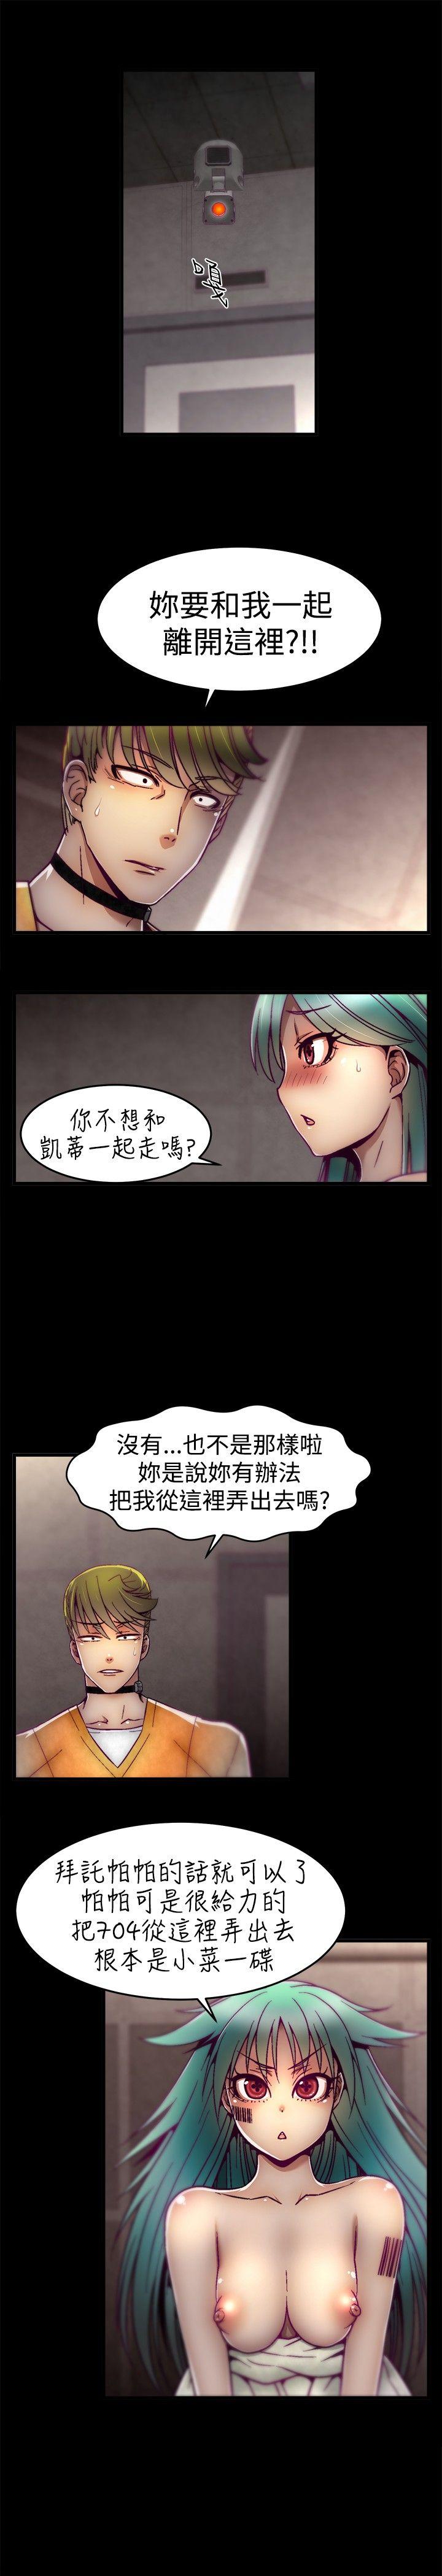 嘎
妳要和我一起
離開這裡?!!
你不想和
凱蒂一起走嗎?
沒有...也不是那樣啦
妳是說妳有辦法
把我從這裡弄出去嗎?
拜託帕帕的話就可以了
帕帕可是很給力的
把704從這裡弄出去
根本是小菜一碟